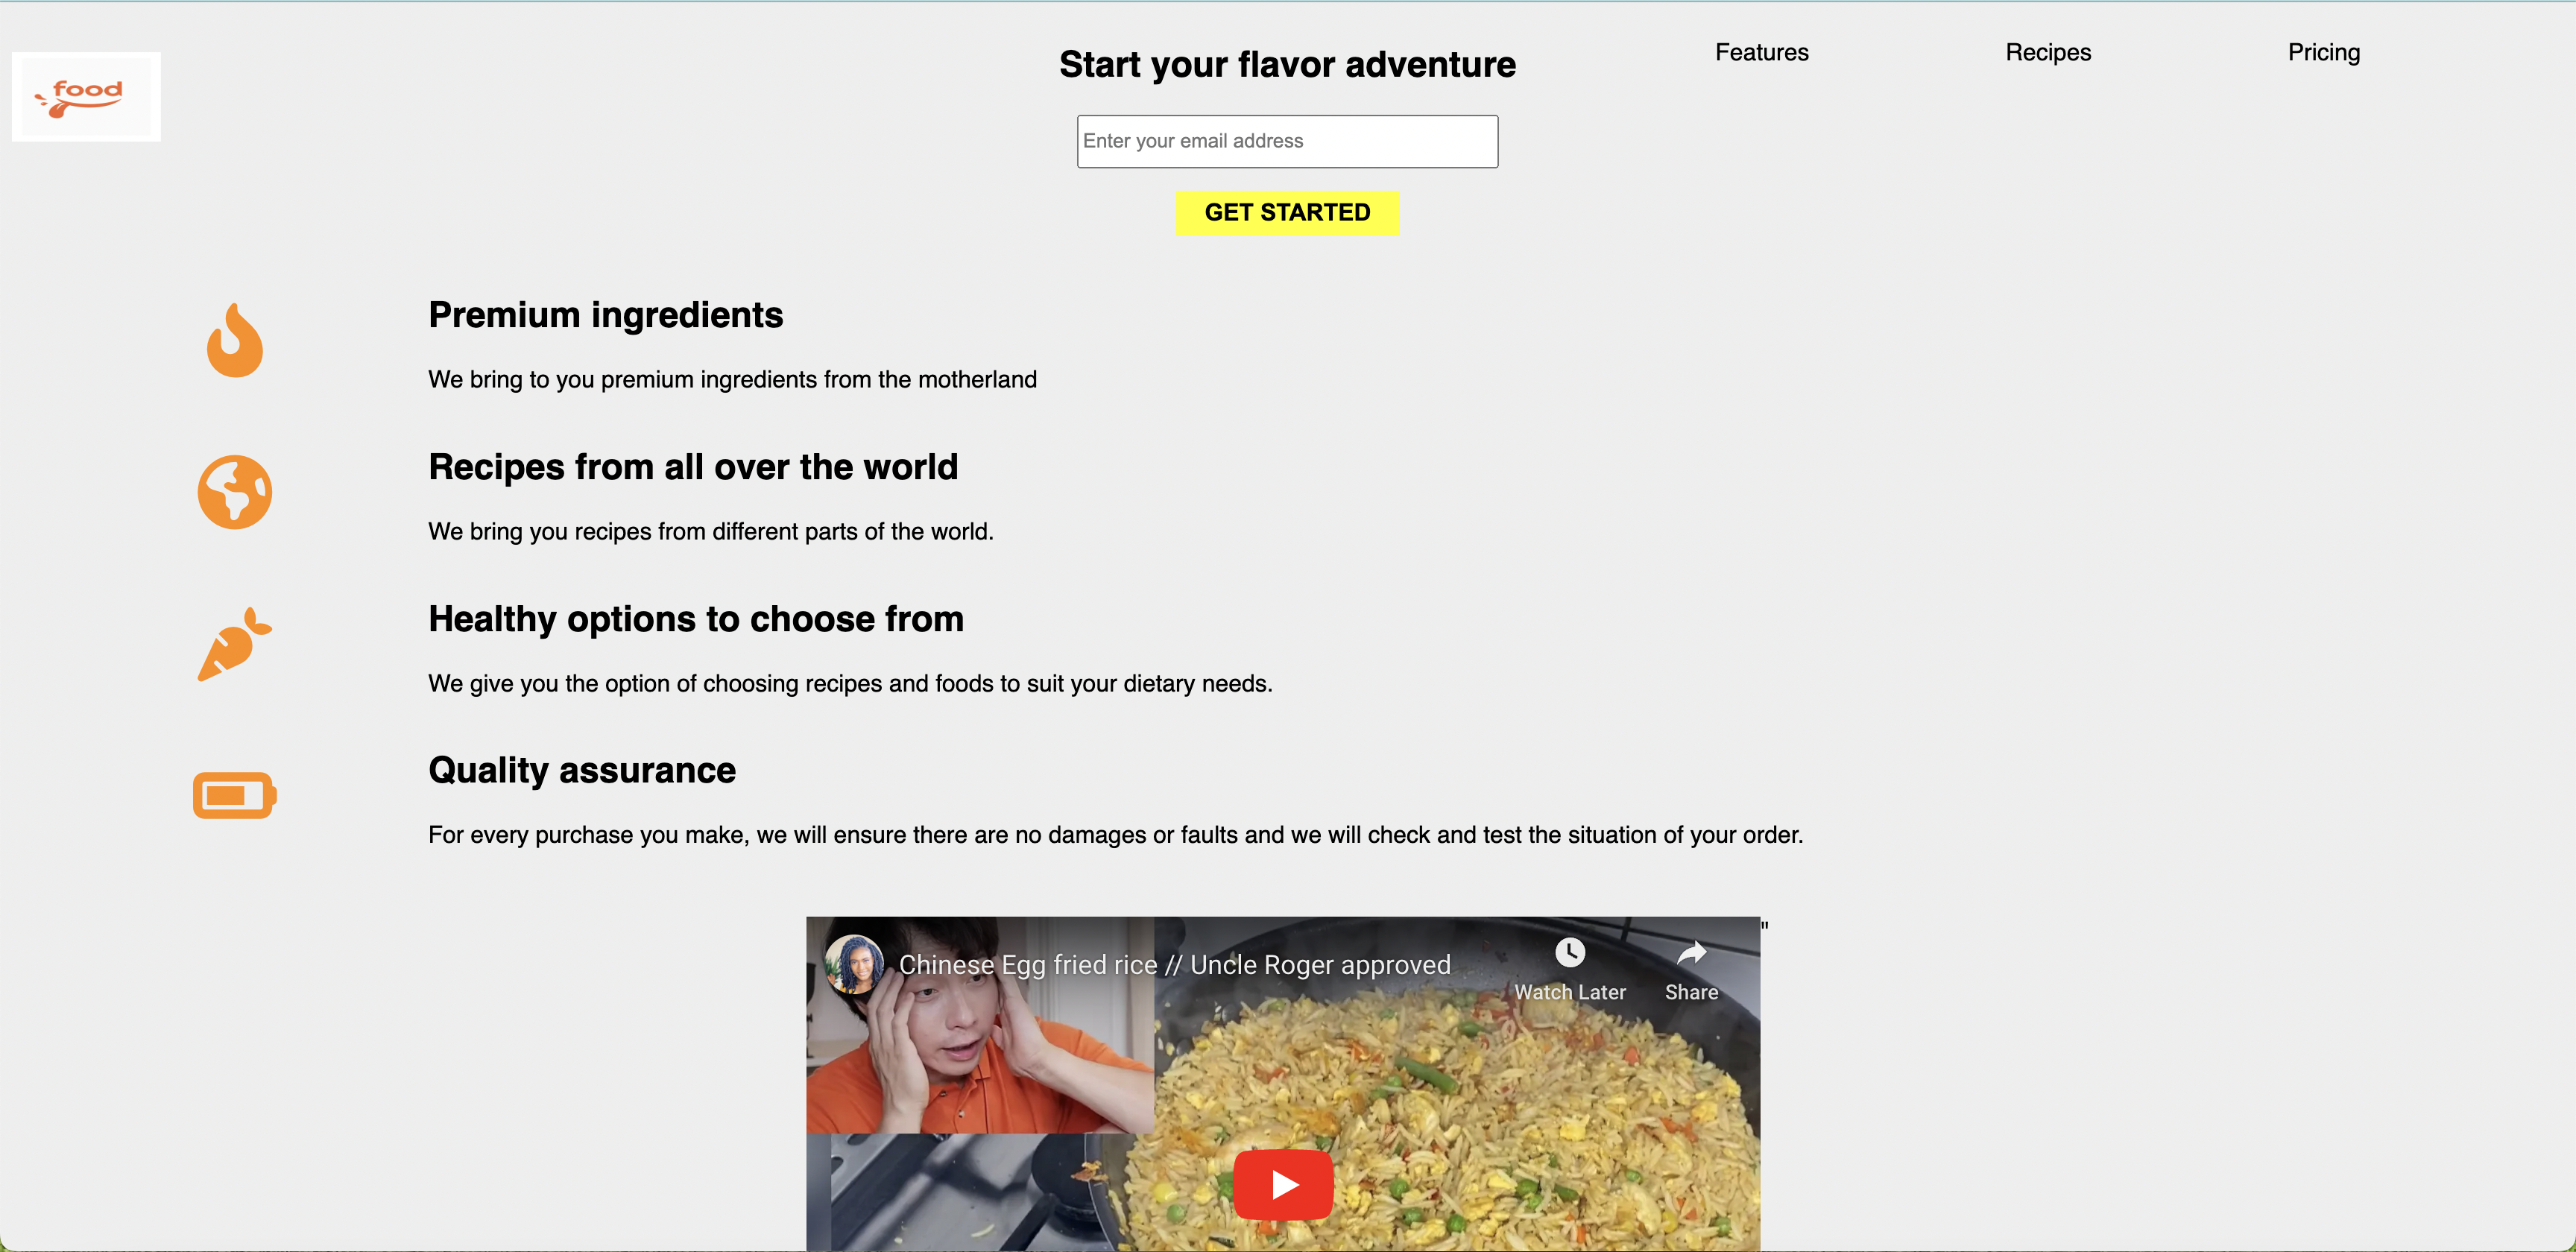 food
Start your flavor adventure
Features
Recipes
Pricing
Enter your email address
GET STARTED
Premium ingredients
We bring to you premium ingredients from the motherland
Recipes from all over the world
We bring you recipes from different parts of the world.
Healthy options to choose from
We give you the option of choosing recipes and foods to suit your dietary needs.
Quality assurance
For every purchase you make, we will ensure there are no damages or faults and we will check and test the situation of your order.
"
Chinese Egg fried rice // Uncle Roger approved
Watch Later
Share